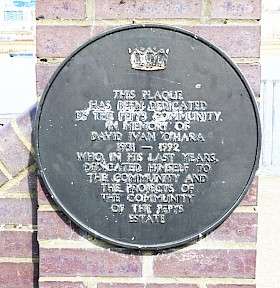 THIS PLAQUE
HAS BEEN DEDICATED
BY THE PEPYS COMMUNITY.
IN MEMORY OF
DAVID IVAN O'HARA
1931 — 1992
WHO, IN HIS LAST YEARS,
DEDICATED HIMSELF TO
THE COMMUNITY AND
THE PROJECTS OF
THE COMMUNITY
OF THE PEPYS
ESTATE